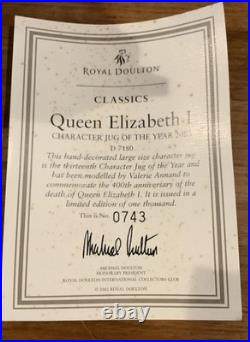 ROYAL DOULTON
CLASSICS
Queen Elizabeth I
CHARACTER JUG OF THE YEAR
D 7180
This hand-decorated large size character jug
is the thirteenth Character Jug of the Year and
has been modelled by Valerie Annand to
commemorate the 400th anniversary of the
death of Queen Elizabeth I. It is issued in a
limited edition of one thousand.
This is No. 0743
Michael Doulton
MICHAEL DOULTON
HONORARY PRESIDENT
ROYAL DOULTON INTERNATIONAL COLLECTORS CLUB
© 2002 ROYAL DOULTON